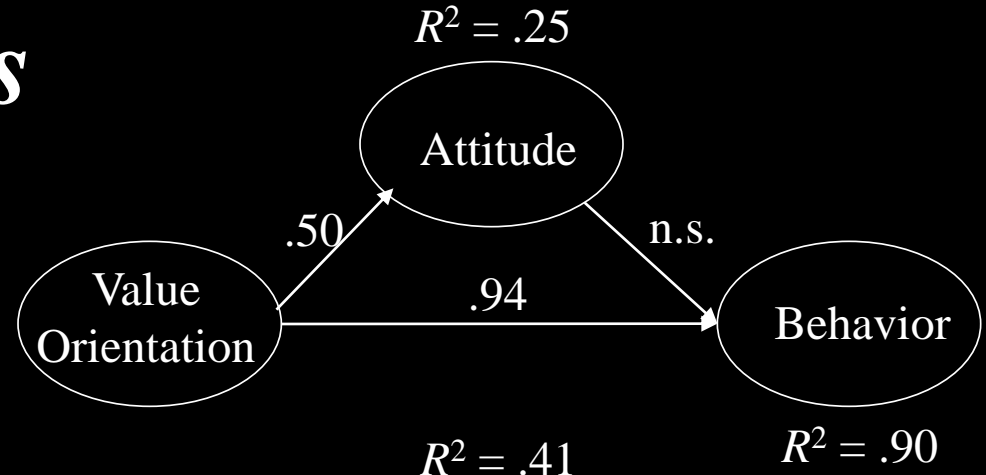 s
R² = .25
Attitude
.50
n.s.
Value
Orientation
.94
Behavior
R² = .41
R² = .90